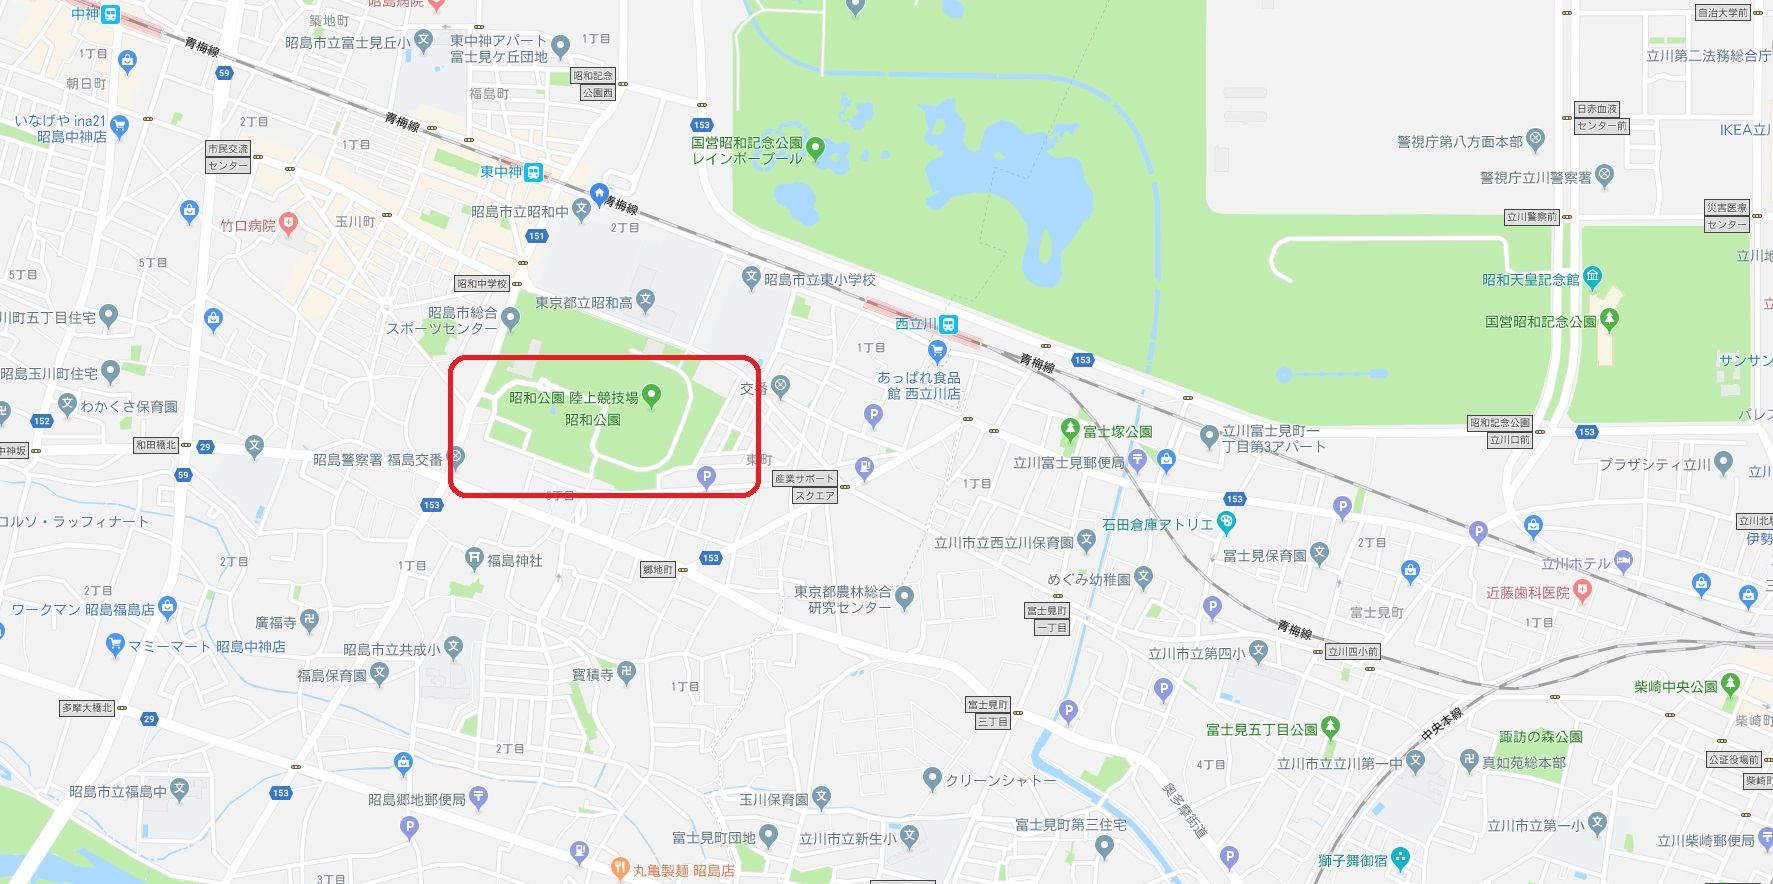 中神
築地町
昭島病院
青梅線
1丁目
昭島市立富士見丘小
東中神アパート
富士見ケ丘団地
1丁目
自治大学前
59
朝日町
昭和記念
公園西
福島町
立川第二法務総合庁
いなげや ina21
昭島中神店
2丁目
青梅線
153
日赤血液
センター前
IKEA立川
市民交流
センター
1丁目
国営昭和記念公園
レインボープール
警視庁第八方面本部
東中神
警視庁立川警察署
竹口病院
玉川町
昭島市立昭和中
青梅線
2丁目
立川警察前
災害医療
センター
151
5丁目
5丁目
昭和中学校
昭島市立東小学校
昭和天皇記念館
東京都立昭和高
川町五丁目住宅
昭島市総合
スポーツセンター
西立川
国営昭和記念公園
1丁目
青梅線
153
サンサン
昭島玉川町住宅
あっぱれ食品
館 西立川店
交番
昭和公園 陸上競技場
昭和公園
わかくさ保育園
152
P
富士塚公園
立川富士見町一
丁目第3アパート
昭和記念公園
立川口前
153
中神坂
和田橋北
29
昭島警察署 福島交番
東町
立川富士見郵便局
プラザシティ立川
59
P
産業サポート
スクエア
1丁目
153
153
P
コルソ・ラッフィナート
石田倉庫アトリエ
立川市立西立川保育園
2丁目
富士見保育園
立川ホテル
2丁目
1丁目
福島神社
郷地町
153
めぐみ幼稚園
近藤歯科医院
2丁目
ワークマン 昭島福島店
東京都農林総合
研究センター
富士見町
一丁目
P
富士見町
1丁目
廣福寺
青梅線
マミーマート 昭島中神店
昭島市立共成小
立川市立第四小
立川四小前
福島保育園
寳積寺
1丁目
P
柴崎中央公園
多摩大橋北
29
富士見町
三丁目
P
富士見五丁目公園
中央本線
柴崎町
諏訪の森公園
2丁目
4丁目
立川市立立川第一中
真如苑総本部
公証役場前
153
クリーンシャトー
昭島市立福島中
昭島郷地郵便局
玉川保育園
奥多摩街道
P
富士見町団地
立川市立新生小
富士見町第三住宅
立川市立第一小
立川柴崎郵便局
獅子舞御宿
P
丸亀製麺 昭島店
3丁目